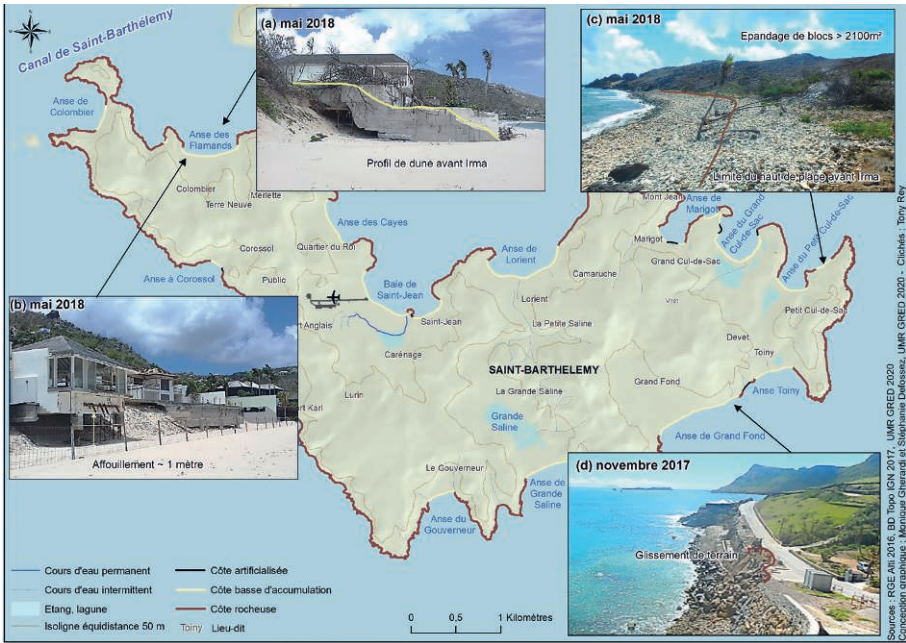 Canal de Saint-Barthélemy
(a) mai 2018
Profil de dune avant Irma
(c) mai 2018
Epandage de blocs > 2100m²
Limite du haut de plage avant Irma
Anse de
Colombier
Anse des
Flamands
Colombier
Merlette
Terre Neuve
Corossol
Quartier du Roi
Anse des Cayes
Anse à Corossol
Public
Baie de
Saint-Jean
Saint-Jean
Carénage
Anse de
Lorient
Lorient
Camaruche
La Petite Saline
Mont Jean
Anse de
Marigot
Marigot
Anse du Grand
Cul-de-Sac
Grand Cul-de-Sac
Anse du Petit Cul-de-Sac
Petit Cul-de-Sac
Vitet
Devet
Toiny
SAINT-BARTHELEMY
La Grande Saline
Grande
Saline
Grand Fond
Anse Toiny
Anse de Grand Fond
Lurin
Le Gouverneur
Anse du
Gouverneur
Anse de
Grande
Saline
(b) mai 2018
Affouillement ~ 1 mètre
rt Anglais
rt Karl
(d) novembre 2017
Glissement de terrain
Cours d'eau permanent
Cours d'eau intermittent
Etang, lagune
Isoligne équidistance 50 m
Côte artificialisée
Côte basse d'accumulation
Côte rocheuse
Toiny Lieu-dit
0 0,5 1 Kilomètres
Sources : RGE Alti 2016, BD Topo IGN 2017, UMR GRED 2020
Conception graphique : Monique Gherardi et Stéphanie Defossez, UMR GRED 2020 - Clichés : Tony Rey